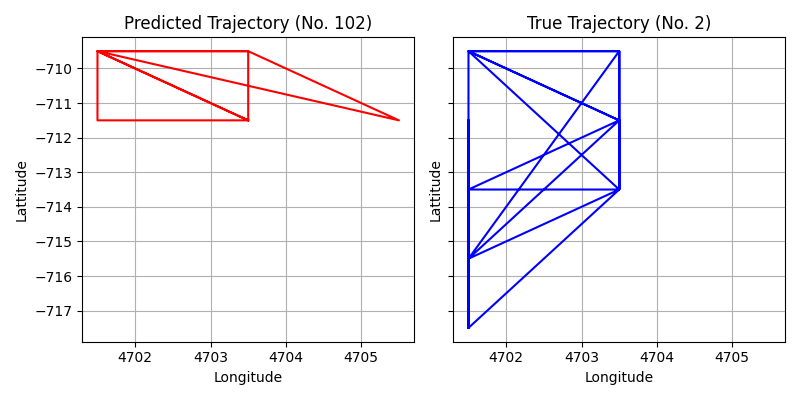 Predicted Trajectory (No. 102)
True Trajectory (No. 2)
Lattitude
−710
−711
−712
−713
−714
−715
−716
−717
4702
4703
4704
4705
Longitude
Lattitude
4702
4703
4704
4705
Longitude